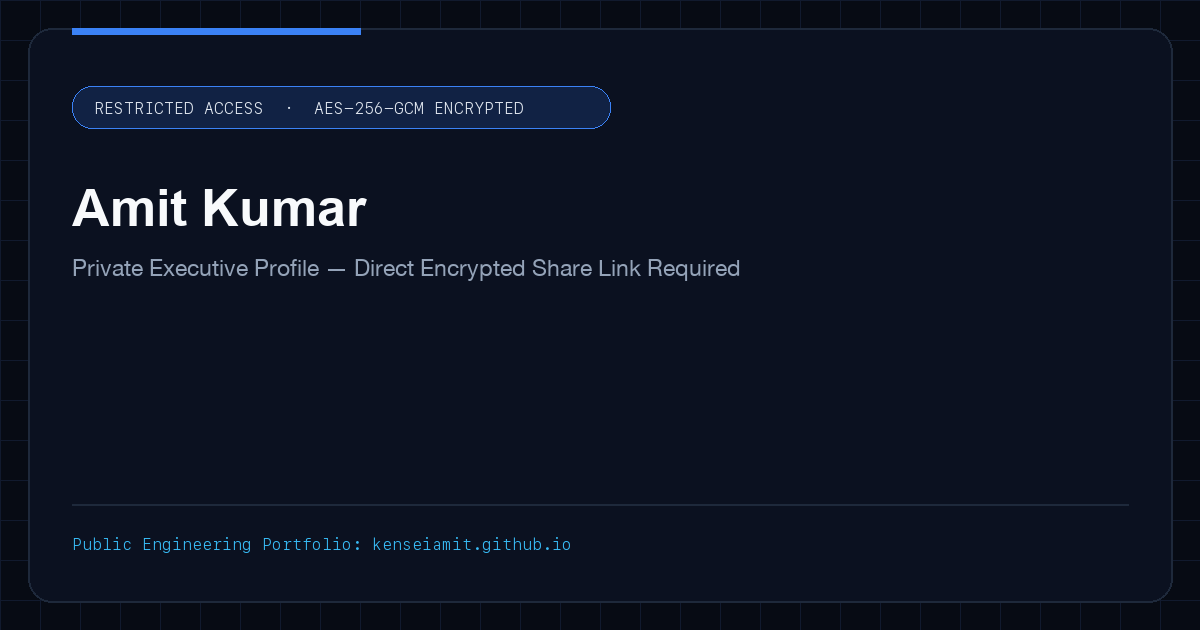 RESTRICTED ACCESS · AES-256-GCM ENCRYPTED
Amit Kumar
Private Executive Profile — Direct Encrypted Share Link Required
Public Engineering Portfolio: kenseiamit.github.io